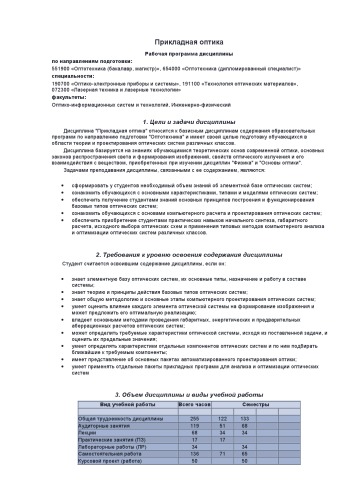 Прикладная оптика
Рабочая программа дисциплины
по направлениям подготовки:
551900 «Оптотехника (бакалавр, магистр)», 654000 «Оптотехника (дипломированный специалист)»
специальности:
190700 «Оптико-электронные приборы и системы», 191100 «Технология оптических материалов»,
072300 «Лазерная техника и лазерные технологии»
факультеты:
Оптико-информационных систем и технологий, Инженерно-физический
1. Цели и задачи дисциплины
Дисциплина "Прикладная оптика" относится к базисным дисциплинам содержания образовательных
программ по направлению подготовки "Оптотехника" и имеет своей целью подготовку обучающихся в
области теории и проектирования оптических систем различных классов.
Дисциплина базируется на знаниях обучающимися теоретических основ современной оптики, основных
законов распространения света и формирования изображений, свойств оптического излучения и его
взаимодействия с веществом, приобретенных при изучении дисциплин "Физика" и "Основы оптики".
Задачами преподавания дисциплины, связанными с ее содержанием, являются:
• сформировать у студентов необходимый объем знаний об элементной базе оптических систем;
• ознакомить обучающихся с основными характеристиками, типами и моделями оптических систем;
• обеспечить получение студентами знаний основных принципов построения и функционирования
базовых типов оптических систем;
• ознакомить обучающихся с основами компьютерного расчета и проектирования оптических систем;
• обеспечить приобретение студентами практических навыков начального синтеза, габаритного
расчета, исходного выбора оптических схем и применения типовых методов компьютерного анализа
и оптимизации оптических систем различных классов.
2. Требования к уровню освоения содержания дисциплины
Студент считается освоившим содержание дисциплины, если он:
• знает элементную базу оптических систем, их основные типы, назначение и работу в составе
системы;
• знает теорию и принципы действия базовых типов оптических систем;
• знает общую методологию и основные этапы компьютерного проектирования оптических систем;
• умеет оценить влияние каждого элемента оптической системы на формирование изображения и
может предложить его оптимальную реализацию;
• владеет основными методами проведения габаритных, энергетических и предварительных
аберрационных расчетов оптических систем;
• может определить требуемые характеристики оптической системы, исходя из поставленной задачи, и
оценить их предельные значения;
• умеет определять характеристики отдельных компонентов оптических систем и по ним подбирать
ближайшие к требуемым компоненты;
• имеет представление об основных пакетах автоматизированного проектирования оптики;
• умеет применять отдельные пакеты прикладных программ для анализа и оптимизации оптических
систем
3. Объем дисциплины и виды учебной работы
Вид учебной работы Всего часов Семестры
Общая трудоемкость дисциплины 255 122 133
Аудиторные занятия 119 51 68
Лекции 68 34 34
Практические занятия (ПЗ) 17 17
Лабораторные работы (ЛР) 34 34
Самостоятельная работа 136 71 65
Курсовой проект (работа) 50 50